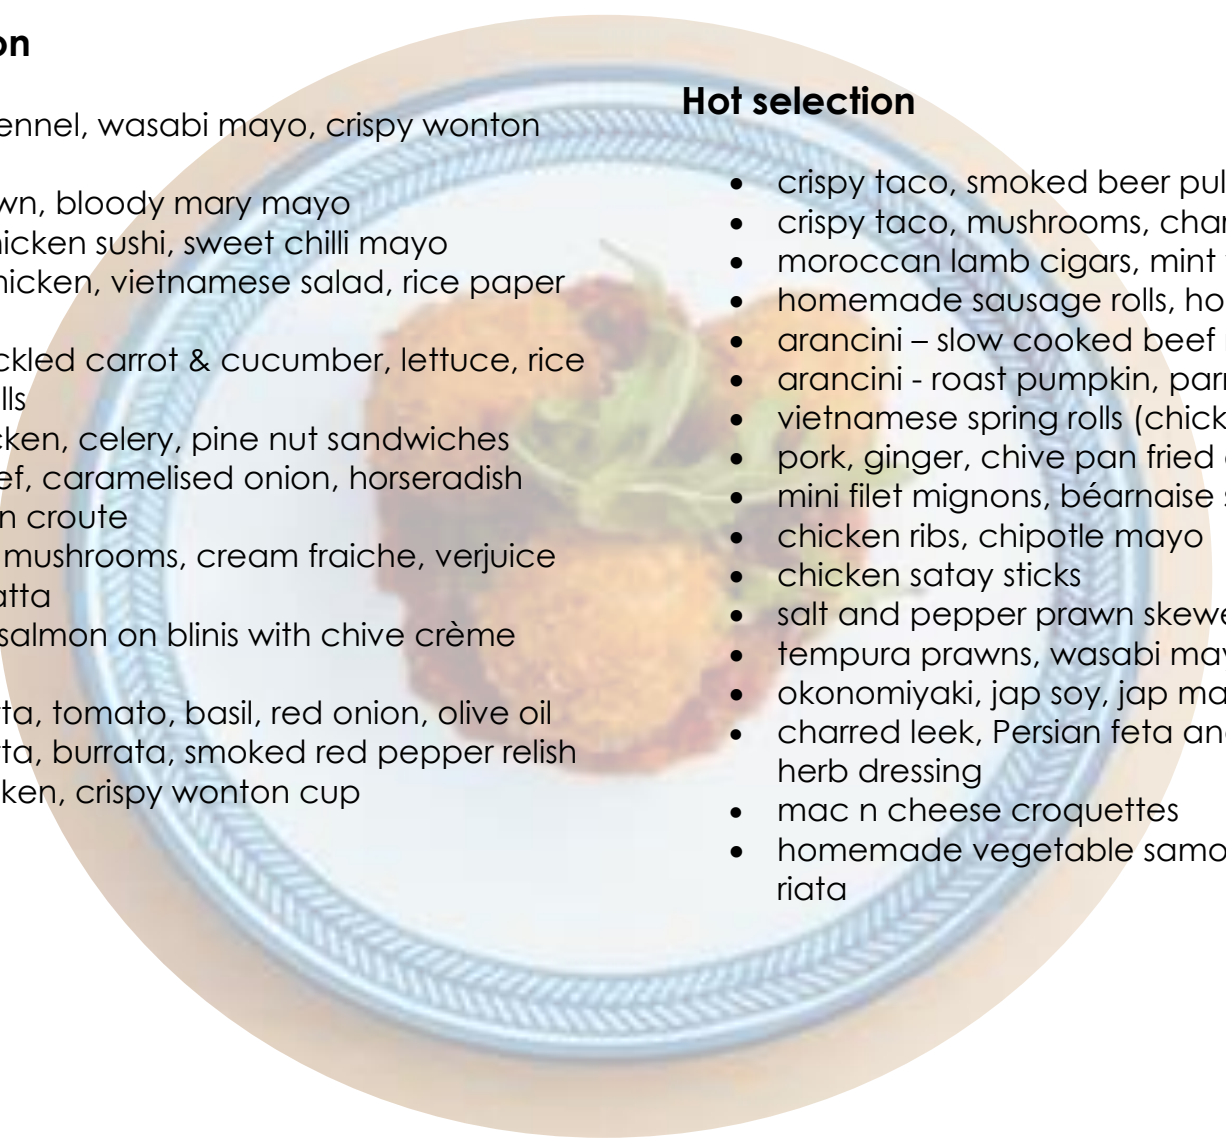 on
ennel, wasabi mayo, crispy wonton
wn, bloody mary mayo
hicken sushi, sweet chilli mayo
hicken, vietnamese salad, rice paper
ckled carrot & cucumber, lettuce, rice
lls
cken, celery, pine nut sandwiches
ef, caramelised onion, horseradish
n croute
mushrooms, cream fraiche, verjuice
atta
salmon on blinis with chive crème
tta, tomato, basil, red onion, olive oil
tta, burrata, smoked red pepper relish
ken, crispy wonton cup
Hot selection
• crispy taco, smoked beer pul
• crispy taco, mushrooms, char
• moroccan lamb cigars, mint
• homemade sausage rolls, ho
• arancini – slow cooked beef
• arancini - roast pumpkin, parm
• vietnamese spring rolls (chick
• pork, ginger, chive pan fried
• mini filet mignons, béarnaise s
• chicken ribs, chipotle mayo
• chicken satay sticks
• salt and pepper prawn skewe
• tempura prawns, wasabi may
• okonomiyaki, jap soy, jap ma
• charred leek, Persian feta and
herb dressing
• mac n cheese croquettes
• homemade vegetable samo
riata